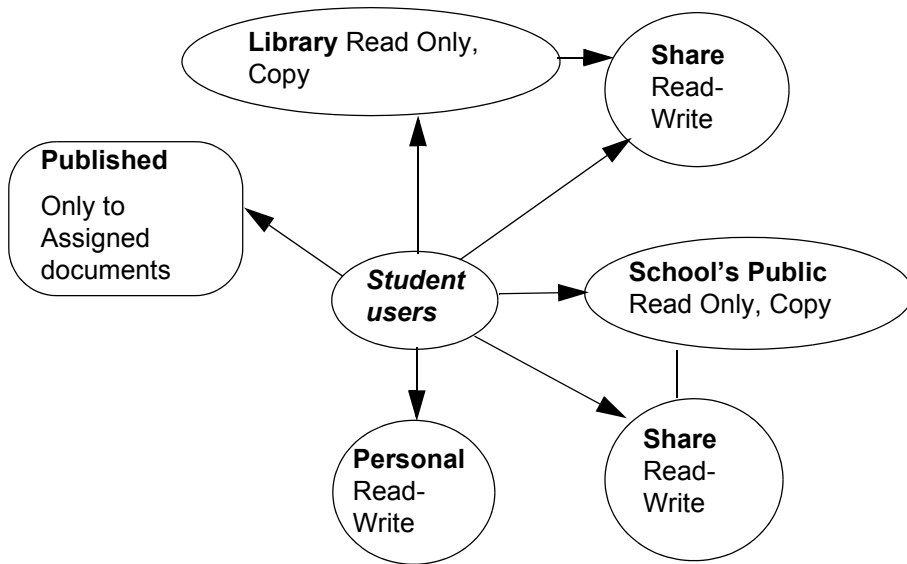 Library Read Only,
Copy
Share
Read-
Write
Published
Only to
Assigned
documents
Student
users
School's Public
Read Only, Copy
Personal
Read-
Write
Share
Read-
Write